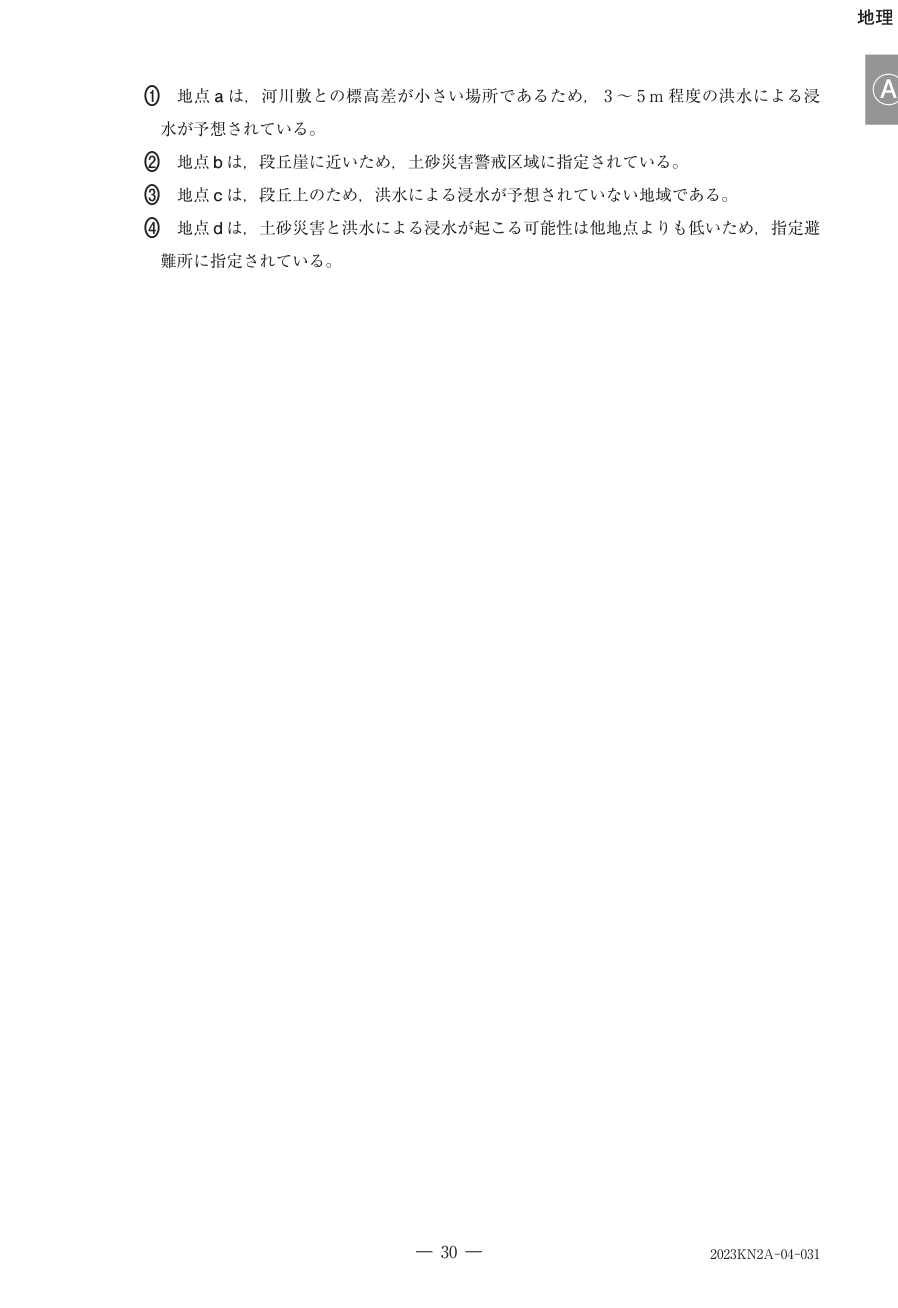 地理
Ⓐ
① 地点 a は，河川敷との標高差が小さい場所であるため， 3 ～ 5 m 程度の洪水による浸
水が予想されている。
② 地点 b は，段丘崖に近いため，土砂災害警戒区域に指定されている。
③ 地点 c は，段丘上のため，洪水による浸水が予想されていない地域である。
④ 地点 d は，土砂災害と洪水による浸水が起こる可能性は他地点よりも低いため，指定避
難所に指定されている。
— 30 —
2023KN2A-04-031